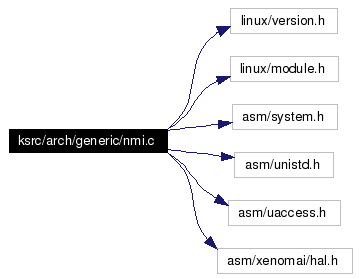 linux/version.h
linux/module.h
asm/system.h
ksrc/arch/generic/nmi.c
asm/unistd.h
asm/uaccess.h
asm/xenomai/hal.h